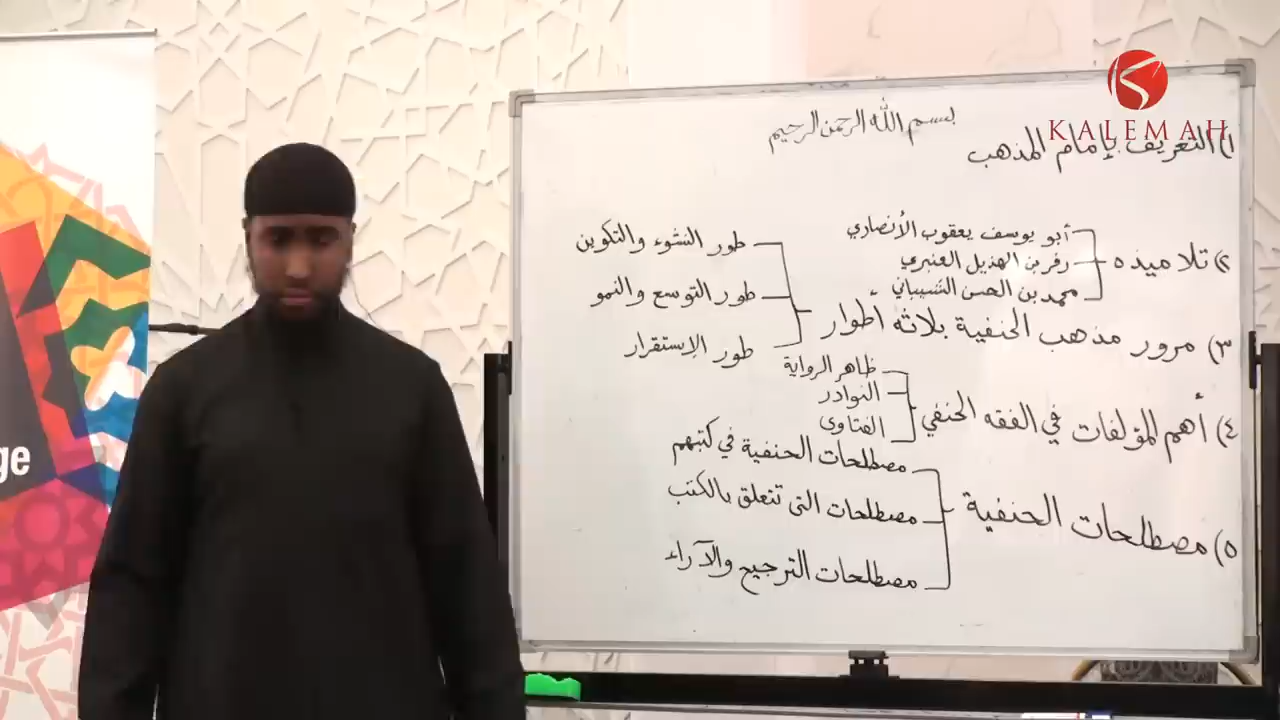 KALEMAH
بسم الله الرحمن الرحيم
١) التعريف بإمام المذهب
٢) تلاميذه
أبو يوسف يعقوب الأنصاري
زفر بن الهذيل العنبري
محمد بن الحسن الشيباني
٣) مرور مذهب الحنفية بثلاثة أطوار
طور النشوء والتكوين
طور التوسع والنمو
طور الإستقرار
٤) أهم المؤلفات في الفقه الحنفي
ظاهر الرواية
النوادر
الفتاوى
٥) مصطلحات الحنفية
مصطلحات الحنفية في كتبهم
مصطلحات التى تتعلق بالكتب
مصطلحات الترجيح والآراء
ge